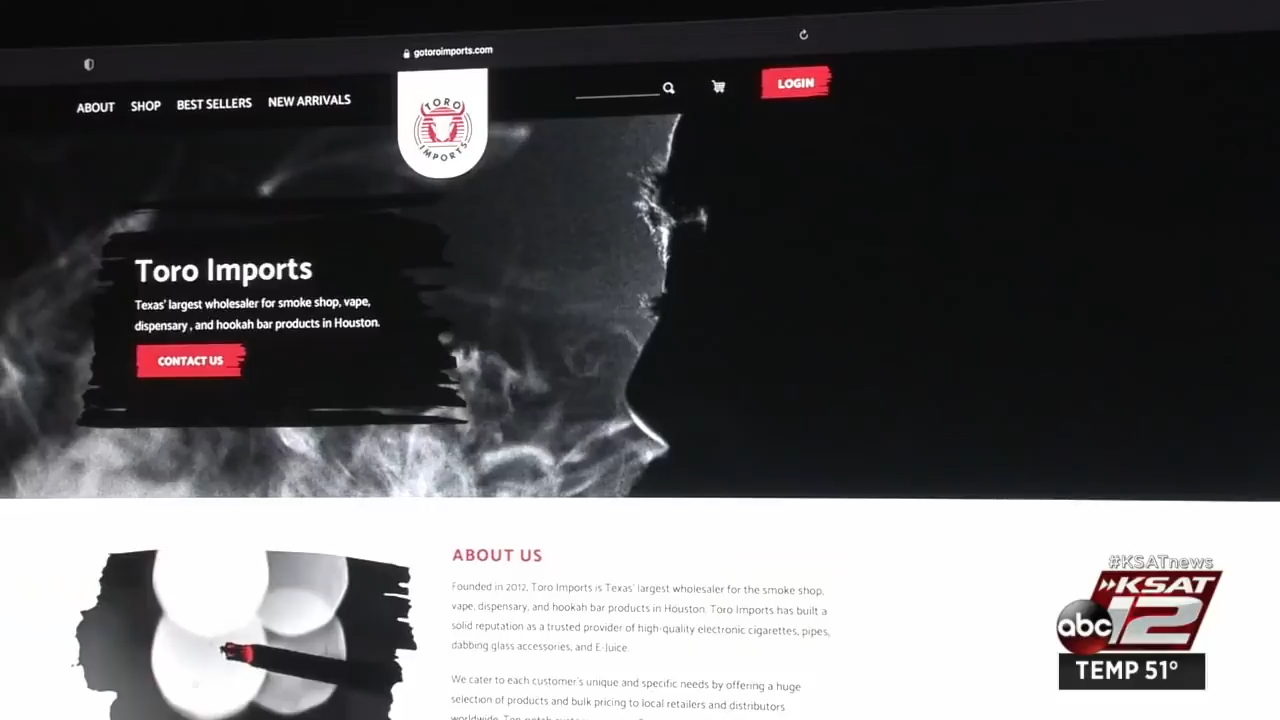 gotoroimports.com
ABOUT SHOP BEST SELLERS NEW ARRIVALS
TORO
IMPORTS
LOGIN
Toro Imports
Texas' largest wholesaler for smoke shop, vape,
dispensary , and hookah bar products in Houston.
CONTACT US
ABOUT US
Founded in 2012, Toro Imports is Texas' largest wholesaler for the smoke shop,
vape, dispensary, and hookah bar products in Houston. Toro Imports has built a
solid reputation as a trusted provider of high-quality electronic cigarettes, pipes,
dabbing glass accessories, and E-Juice.
We cater to each customer's unique and specific needs by offering a huge
selection of products and bulk pricing to local retailers and distributors
worldwide.
#KSATnews
KSAT
abc 12
TEMP 51°